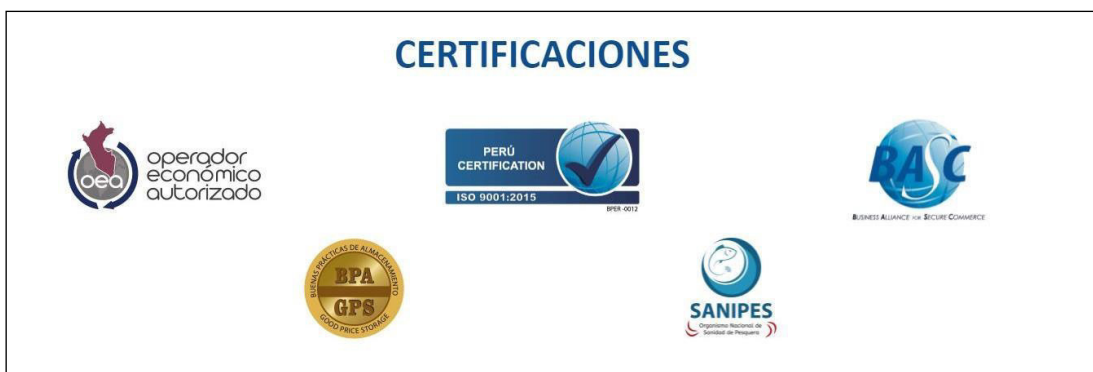 CERTIFICACIONES
oea
operador
económico
autorizado
PERÚ
CERTIFICATION
ISO 9001:2015
BPER -0012
BASC
BUSINESS ALLIANCE FOR SECURE COMMERCE
BUENAS PRÁCTICAS DE ALMACENAMIENTO
BPA
GPS
GOOD PRICE STORAGE
SANIPES
Organismo Nacional de
Sanidad de Pesquera